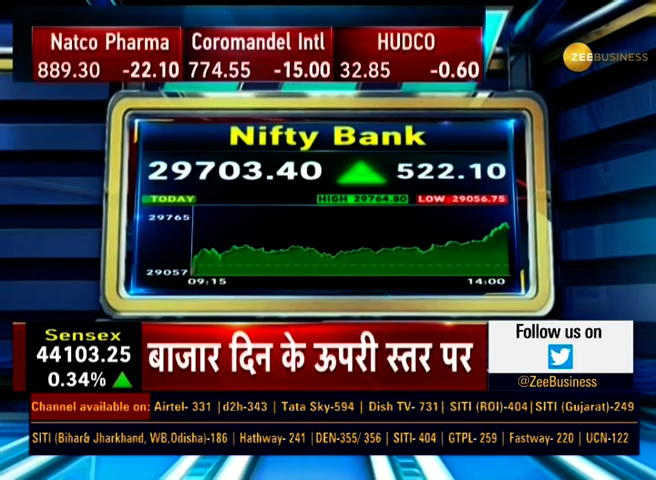 Natco Pharma Coromandel Intl HUDCO
889.30 -22.10 774.55 -15.00 32.85 -0.60
ZEEBUSINESS
Nifty Bank
29703.40 ▲ 522.10
TODAY HIGH 29764.80 LOW 29056.75
29765
29057
09:15 14:00
Sensex
44103.25
0.34% ▲
बाजार दिन के ऊपरी स्तर पर
Follow us on
@ZeeBusiness
Channel available on: Airtel- 331 |d2h-343 | Tata Sky-594 | Dish TV- 731| SITI (ROI)-404|SITI (Gujarat)-249
SITI (Bihar& Jharkhand, WB,Odisha)-186 | Hathway- 241 |DEN-355/ 356 | SITI- 404 | GTPL- 259 | Fastway- 220 | UCN-122